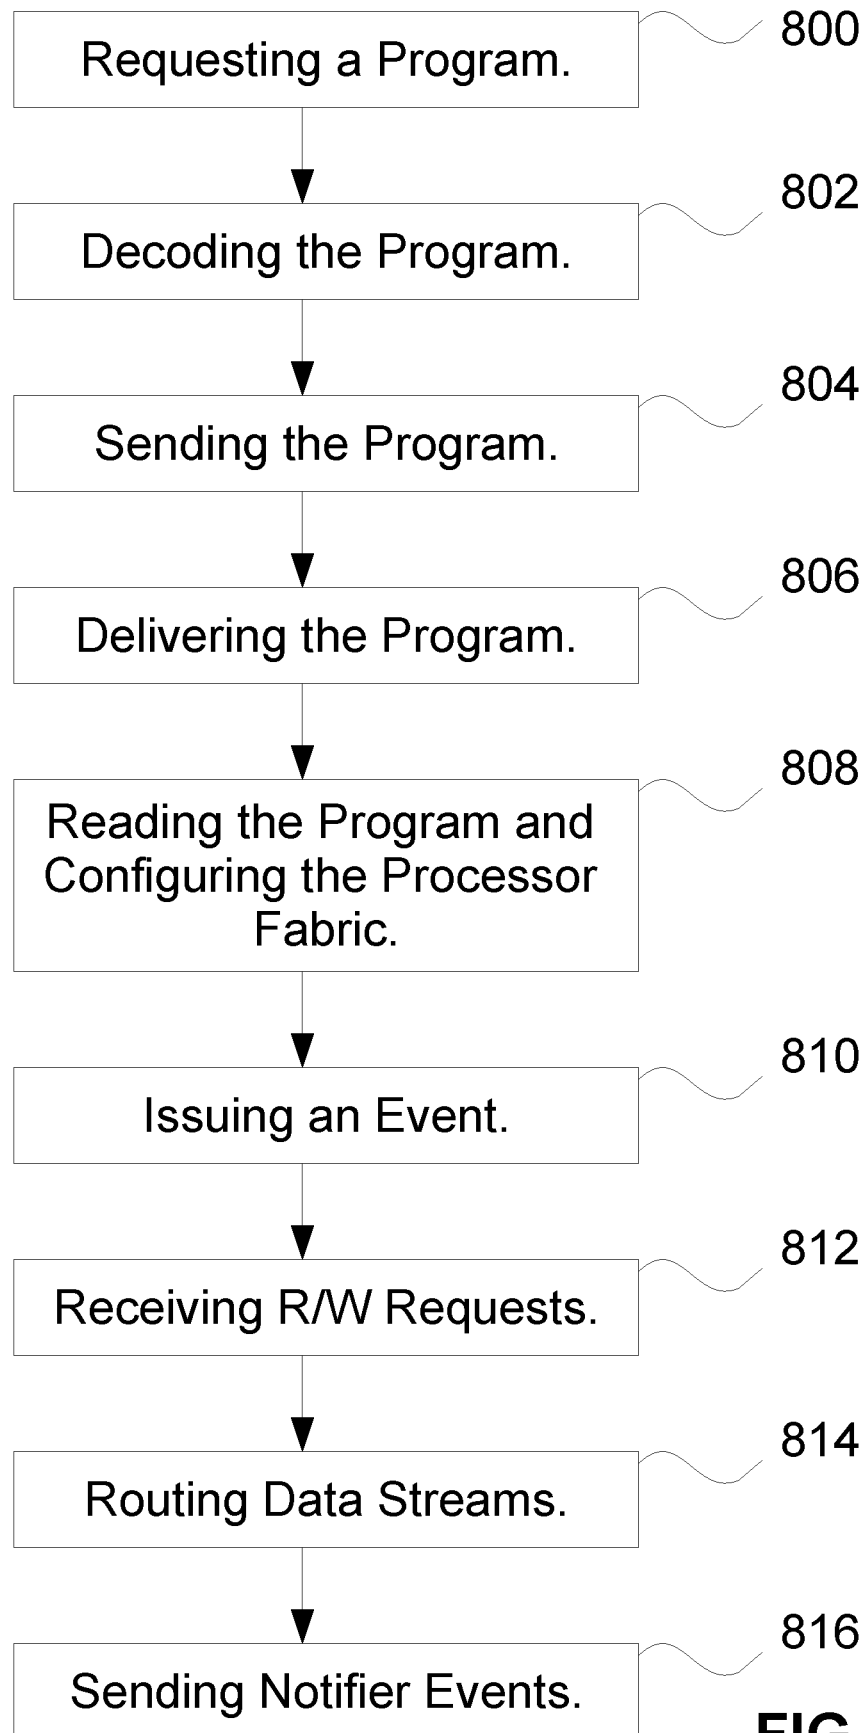 Requesting a Program.
800
Decoding the Program.
802
Sending the Program.
804
Delivering the Program.
806
Reading the Program and
Configuring the Processor
Fabric.
808
Issuing an Event.
810
Receiving R/W Requests.
812
Routing Data Streams.
814
Sending Notifier Events.
816
FIG